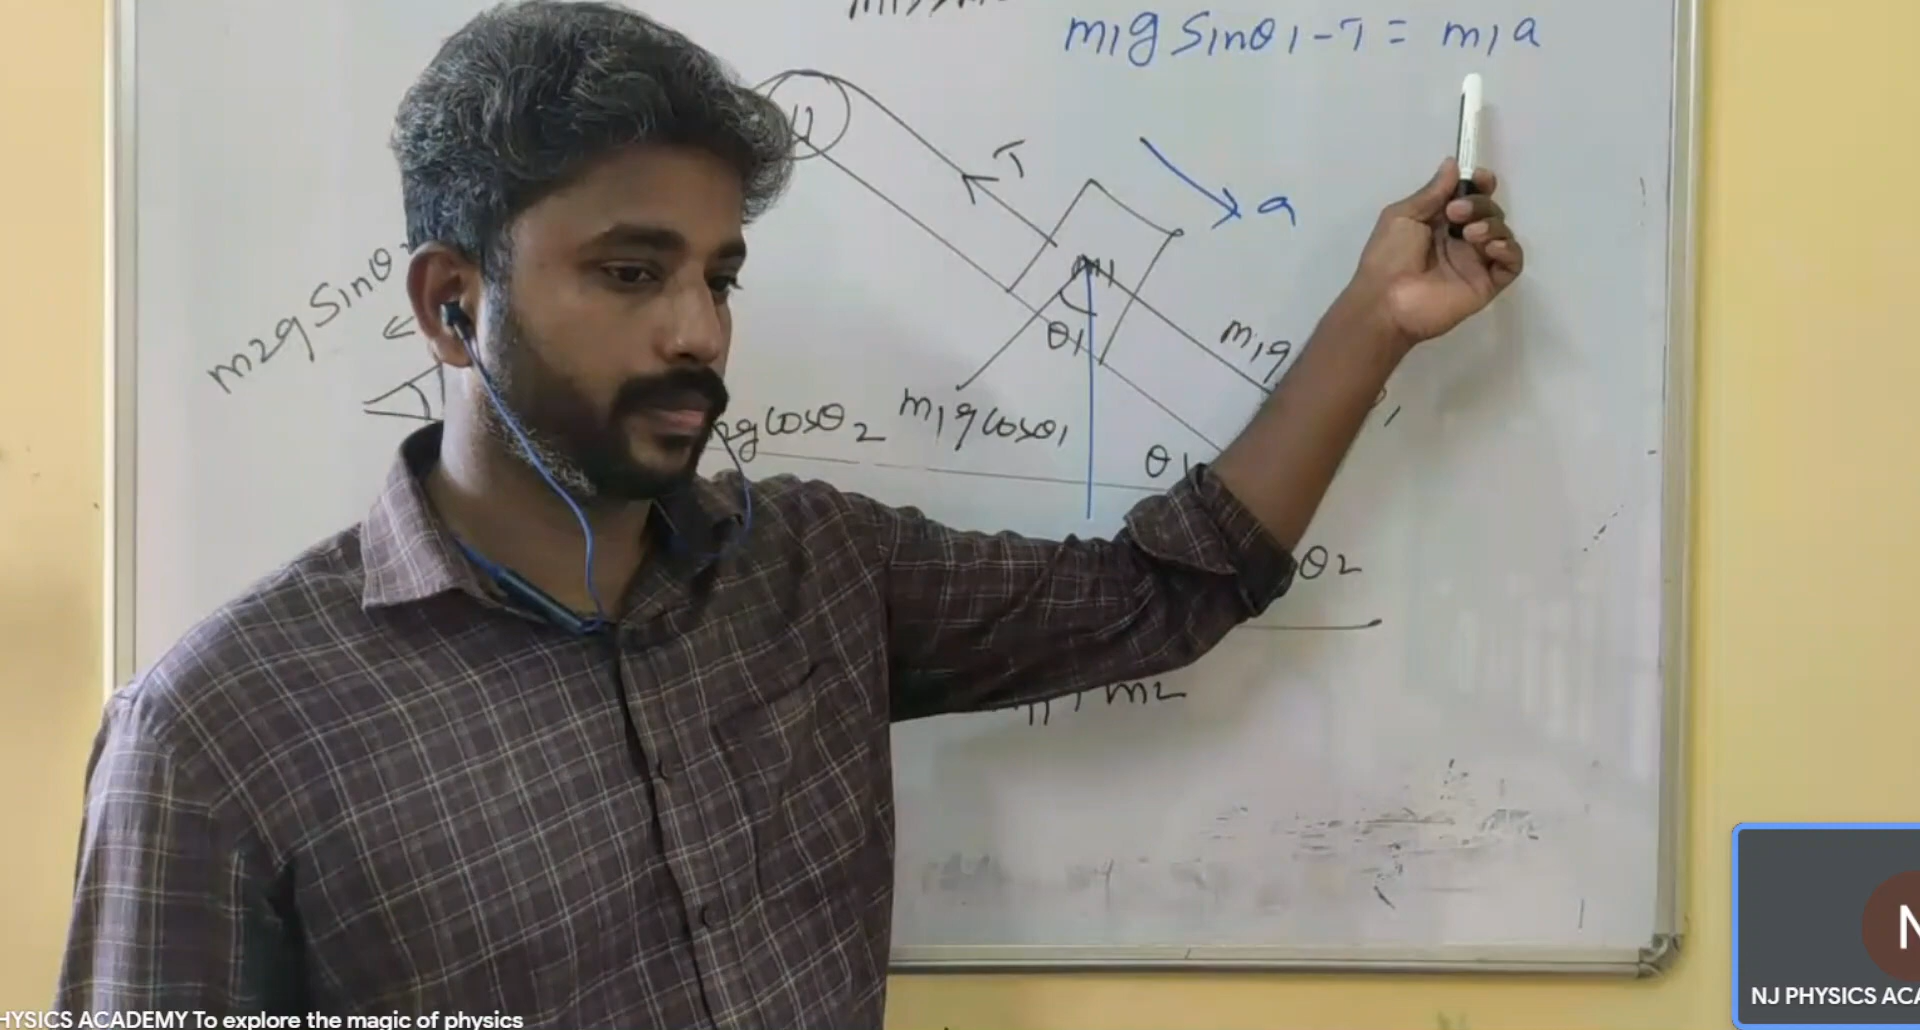 m1g Sinθ1 - T = m1a
T
a
m1
θ1
m2g Sinθ
m1g
m1g cosθ1
2g cosθ2
θ1
θ2
m2
N
NJ PHYSICS ACA
HYSICS ACADEMY To explore the magic of physics